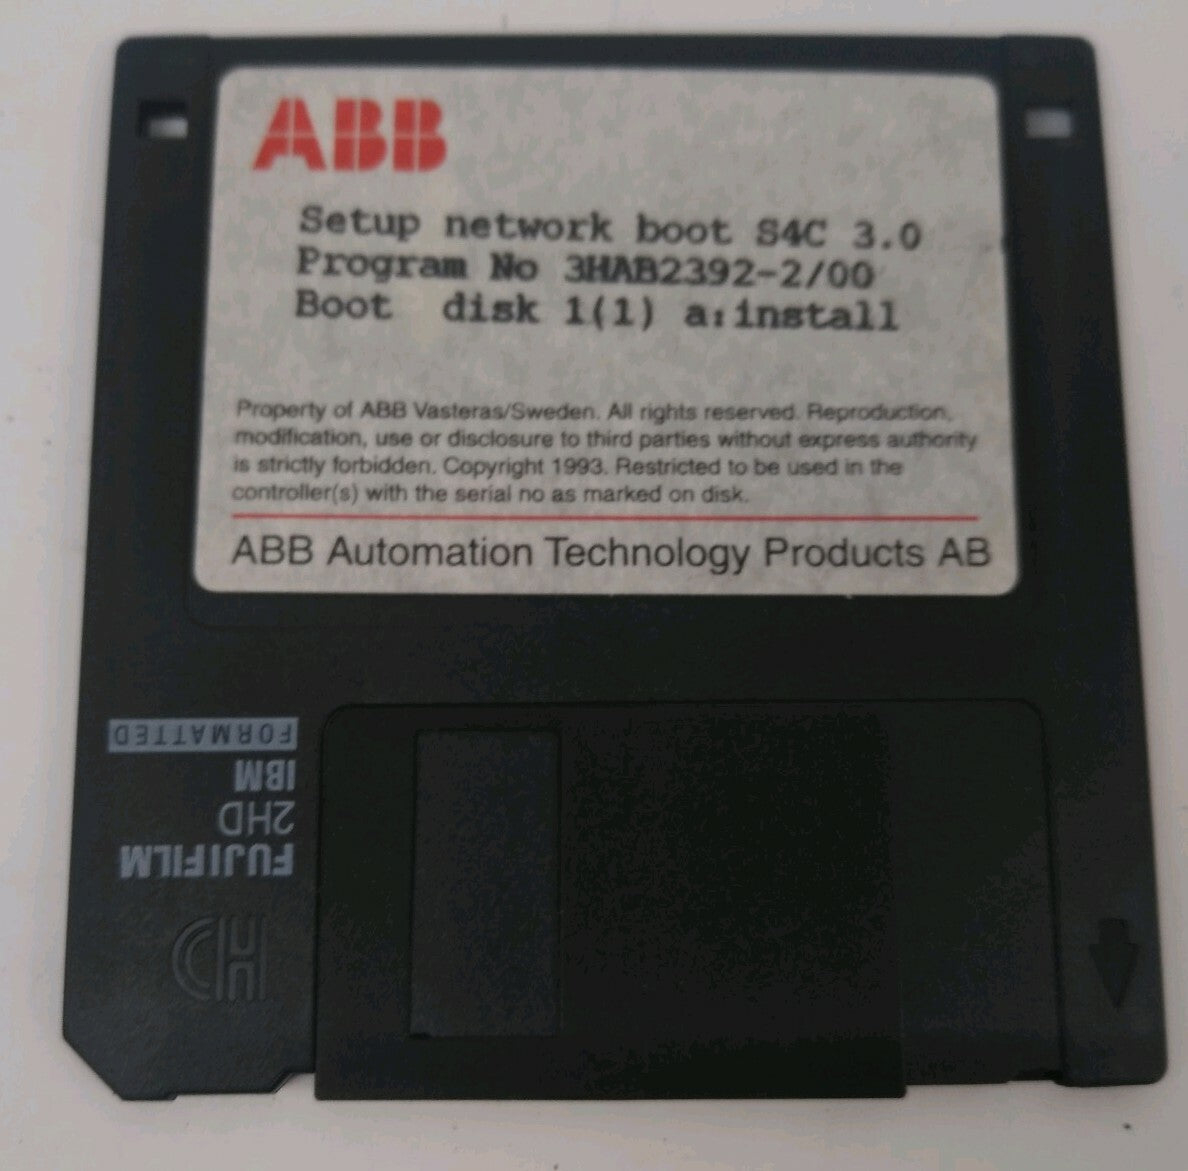 ABB
Setup network boot S4C 3.0
Program No 3HAB2392-2/00
Boot disk 1(1) a:install
Property of ABB Vasteras/Sweden. All rights reserved. Reproduction,
modification, use or disclosure to third parties without express authority
is strictly forbidden. Copyright 1993. Restricted to be used in the
controller(s) with the serial no as marked on disk.
ABB Automation Technology Products AB
FUJIFILM
2HD
IBM
FORMATTED
HD